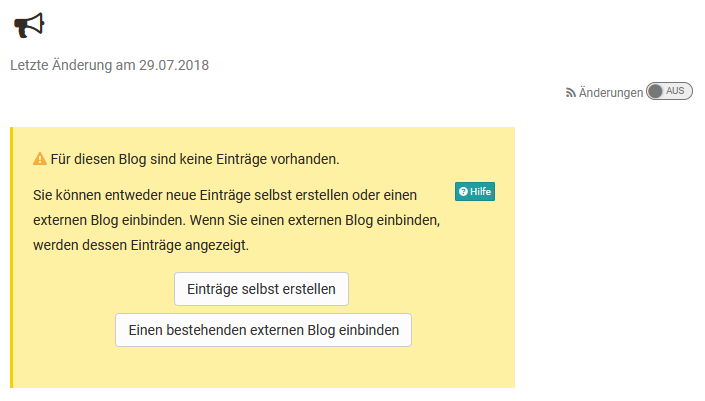 Letzte Änderung am 29.07.2018
Änderungen AUS
Für diesen Blog sind keine Einträge vorhanden.
Sie können entweder neue Einträge selbst erstellen oder einen
Hilfe
externen Blog einbinden. Wenn Sie einen externen Blog einbinden,
werden dessen Einträge angezeigt.
Einträge selbst erstellen
Einen bestehenden externen Blog einbinden